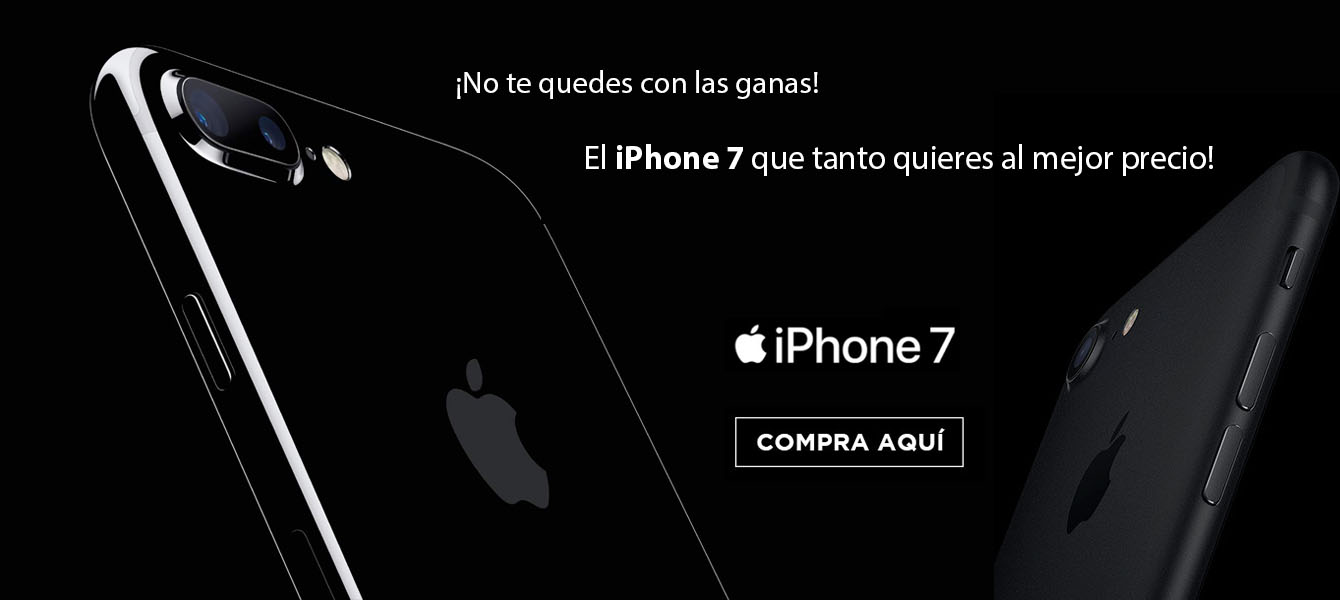 ¡No te quedes con las ganas!
El iPhone 7 que tanto quieres al mejor precio!
iPhone 7
COMPRA AQUÍ